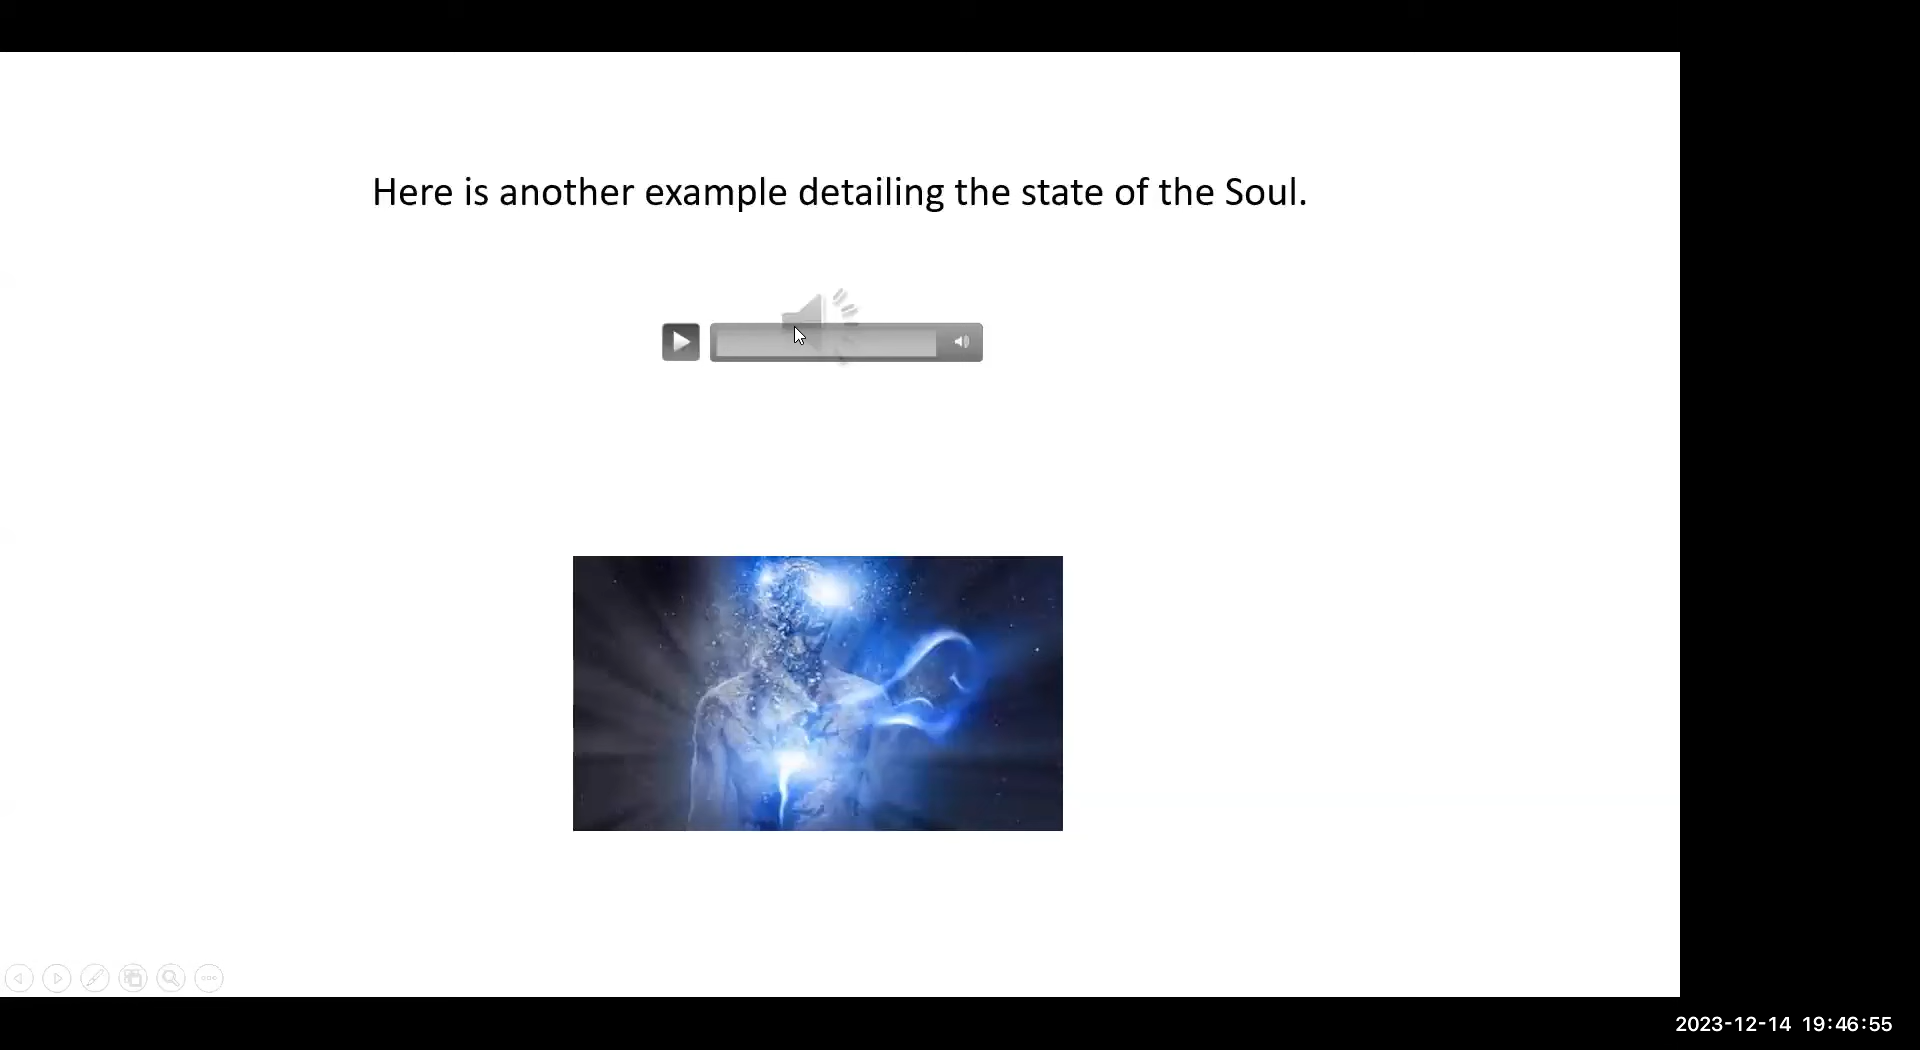 Here is another example detailing the state of the Soul.
2023-12-14 19:46:55